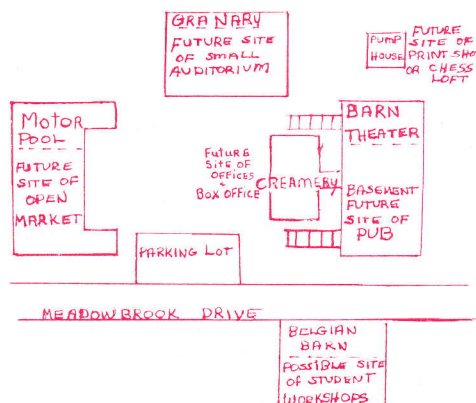 GRANARY
FUTURE SITE
OF SMALL
AUDITORIUM
PUMP
HOUSE
FUTURE
SITE OF
PRINT SHOP
OR CHESS
LOFT
MOTOR
POOL
FUTURE
SITE OF
OPEN
MARKET
FUTURE
SITE OF
OFFICES
+
BOX OFFICE
CREAMERY
BARN
THEATER
BASEMENT
FUTURE
SITE OF
PUB
PARKING LOT
MEADOWBROOK DRIVE
BELGIAN
BARN
POSSIBLE SITE
OF STUDENT
WORKSHOPS